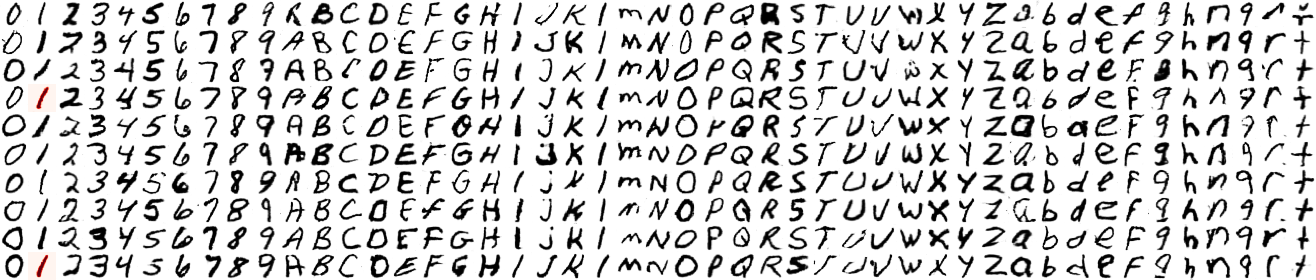 0 1 2 3 4 5 6 7 8 9 A B C D E F G H I J K l m N O P Q R S T U V W X Y Z a b d e f g h n q r t
0 1 2 3 4 5 6 7 8 9 A B C D E F G H I J K l m N O P Q R S T U V W X Y Z a b d e f g h n q r t
0 1 2 3 4 5 6 7 8 9 A B C D E F G H I J K l m N O P Q R S T U V W X Y Z a b d e F g h n q r t
0 1 2 3 4 5 6 7 8 9 A B C D E F G H I J K l m N O P Q R S T U V W X Y Z a b d e f g h n q r t
0 1 2 3 4 5 6 7 8 9 A B C D E F G H I J K l m N O P Q R S T U V W X Y Z a b d e f g h n q r t
0 1 2 3 4 5 6 7 8 9 A B C D E F G H I J K l m N O P Q R S T U V W X Y Z a b d e F g h n q r t
0 1 2 3 4 5 6 7 8 9 A B C D E F G H I J K l m N O P Q R S T U V W X Y Z a b d e F g h n q r t
0 1 2 3 4 5 6 7 8 9 A B C D E F G H I J K l m N O P Q R S T U V W X Y Z a b d e f g h n q r t
0 1 2 3 4 5 6 7 8 9 A B C D E F G H I J K l m N O P Q R S T U V W X Y Z a b d e f g h n q r t
0 1 2 3 4 5 6 7 8 9 A B C D E F G H I J K l m N O P Q R S T U V W X Y Z a b d e f g h n q r t